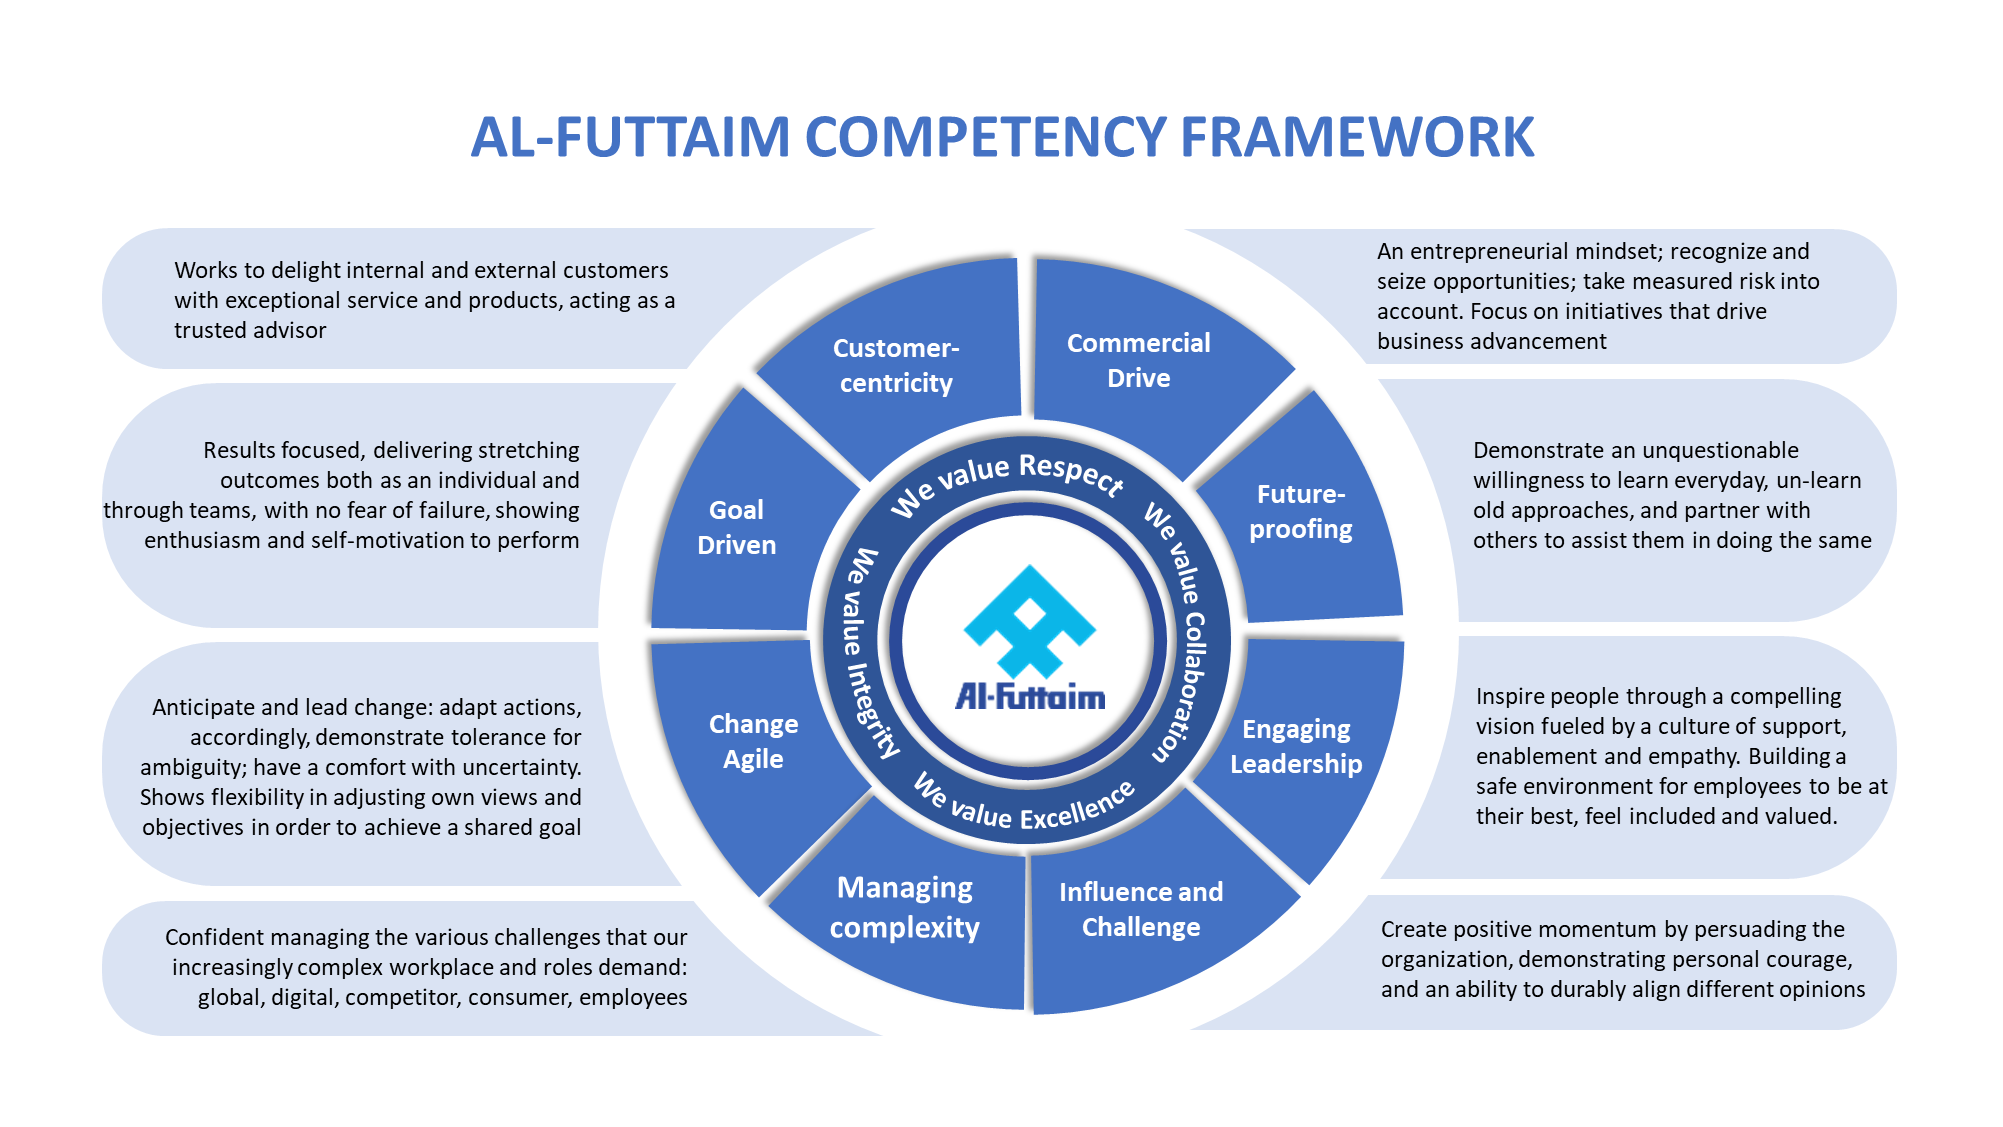 AL-FUTTAIM COMPETENCY FRAMEWORK
Works to delight internal and external customers
with exceptional service and products, acting as a
trusted advisor
Results focused, delivering stretching
outcomes both as an individual and
through teams, with no fear of failure, showing
enthusiasm and self-motivation to perform
Anticipate and lead change: adapt actions,
accordingly, demonstrate tolerance for
ambiguity; have a comfort with uncertainty.
Shows flexibility in adjusting own views and
objectives in order to achieve a shared goal
Confident managing the various challenges that our
increasingly complex workplace and roles demand:
global, digital, competitor, consumer, employees
Customer-
centricity
Commercial
Drive
Goal
Driven
Future-
proofing
Change
Agile
Engaging
Leadership
Managing
complexity
Influence and
Challenge
We value Respect
We value Collaboration
We value Excellence
We value Integrity
Al-Futtaim
An entrepreneurial mindset; recognize and
seize opportunities; take measured risk into
account. Focus on initiatives that drive
business advancement
Demonstrate an unquestionable
willingness to learn everyday, un-learn
old approaches, and partner with
others to assist them in doing the same
Inspire people through a compelling
vision fueled by a culture of support,
enablement and empathy. Building a
safe environment for employees to be at
their best, feel included and valued.
Create positive momentum by persuading the
organization, demonstrating personal courage,
and an ability to durably align different opinions